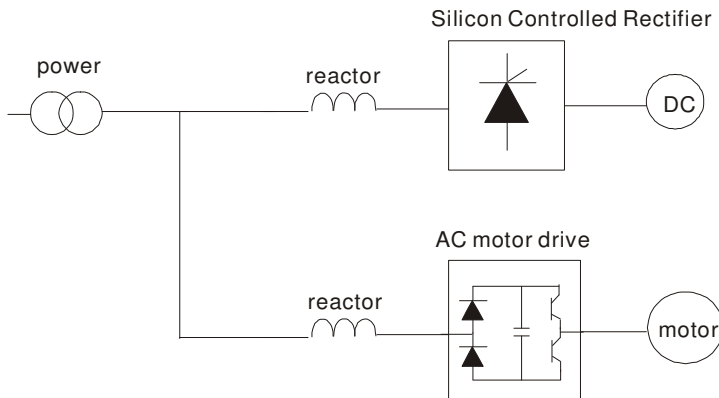 Silicon Controlled Rectifier
power
reactor
DC
AC motor drive
reactor
motor